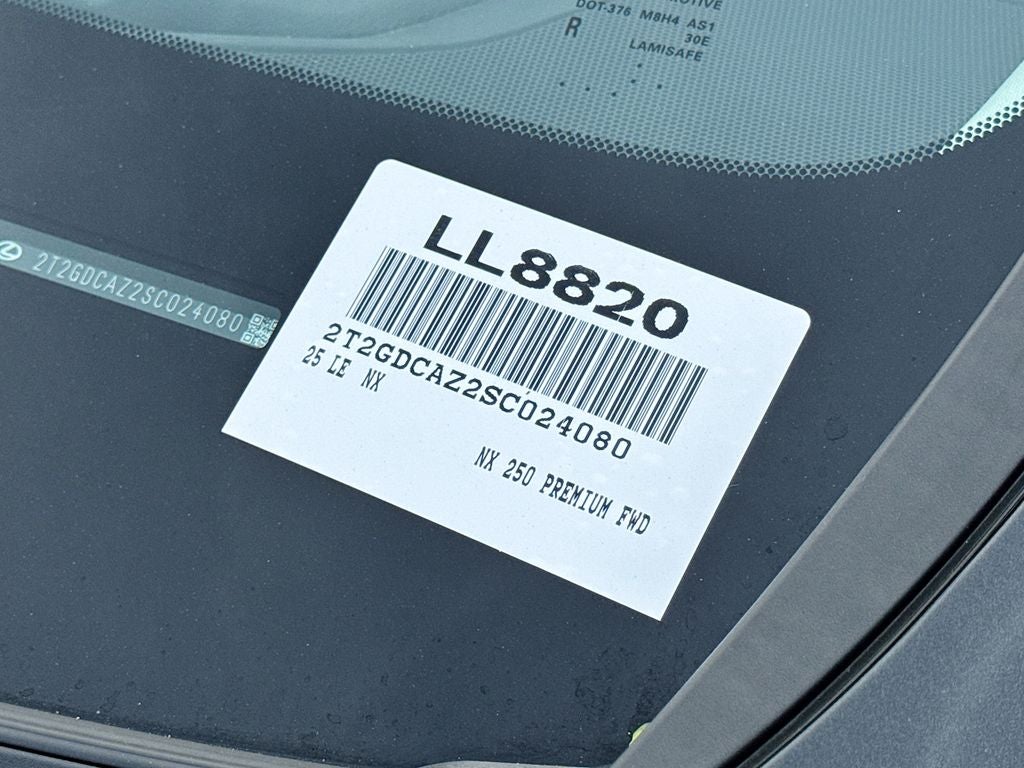 DOT-376 M8H4 AS1
R
30E
LAMISAFE
2T2GDCAZ2SC024080
LL8820
2T2GDCAZ2SC024080
25 LE NX
NX 250 PREMIUM FWD